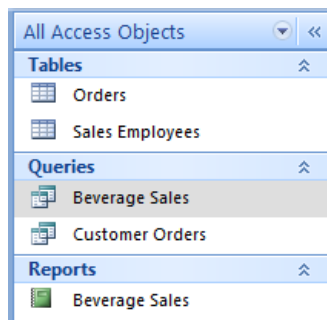 All Access Objects
Tables
Orders
Sales Employees
Queries
Beverage Sales
Customer Orders
Reports
Beverage Sales